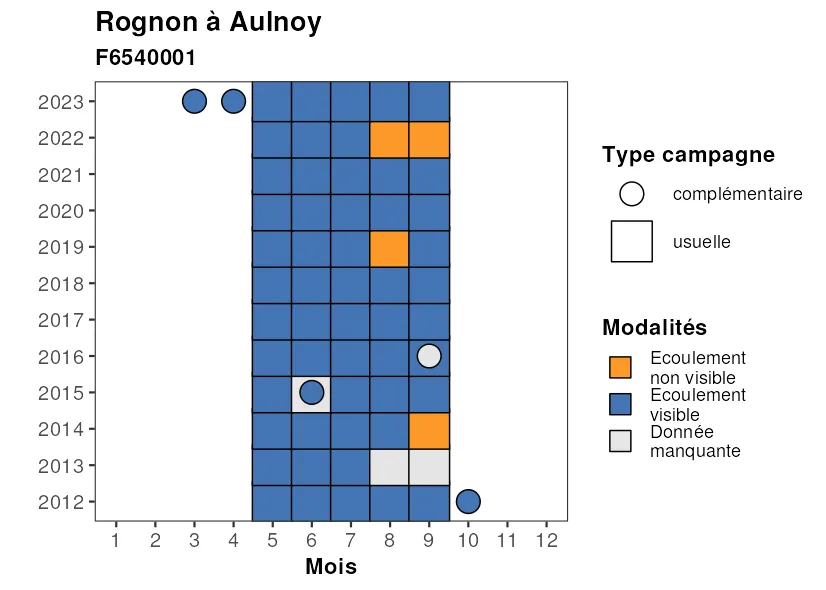 Rognon à Aulnoy
F6540001
2023
2022
2021
2020
2019
2018
2017
2016
2015
2014
2013
2012
1 2 3 4 5 6 7 8 9 10 11 12
Mois
Type campagne
complémentaire
usuelle
Modalités
Ecoulement
non visible
Ecoulement
visible
Donnée
manquante